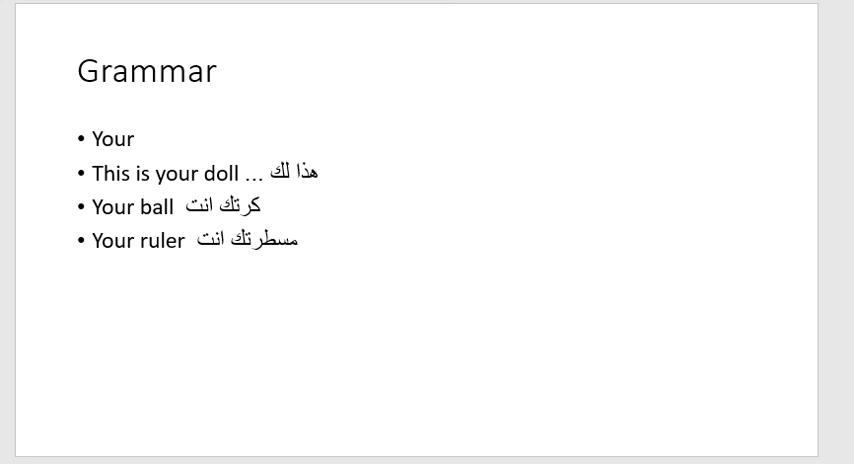 Grammar
• Your
• This is your doll ... هذا لك
• Your ball كرتك انت
• Your ruler مسطرتك انت